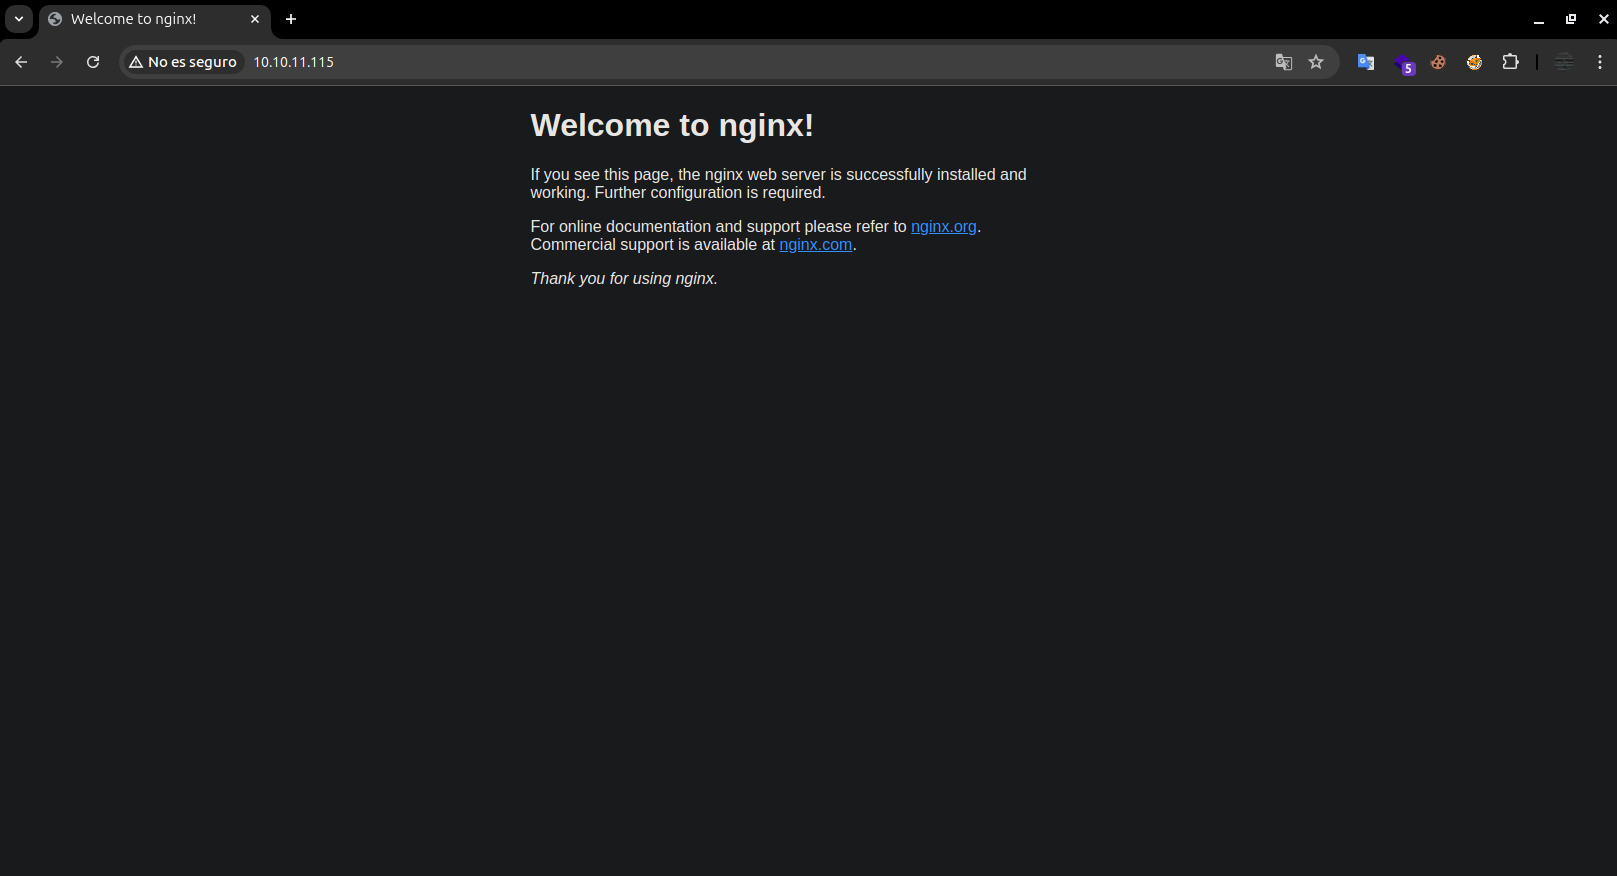 Welcome to nginx!
No es seguro 10.10.11.115
5
Welcome to nginx!
If you see this page, the nginx web server is successfully installed and
working. Further configuration is required.
For online documentation and support please refer to nginx.org.
Commercial support is available at nginx.com.
Thank you for using nginx.